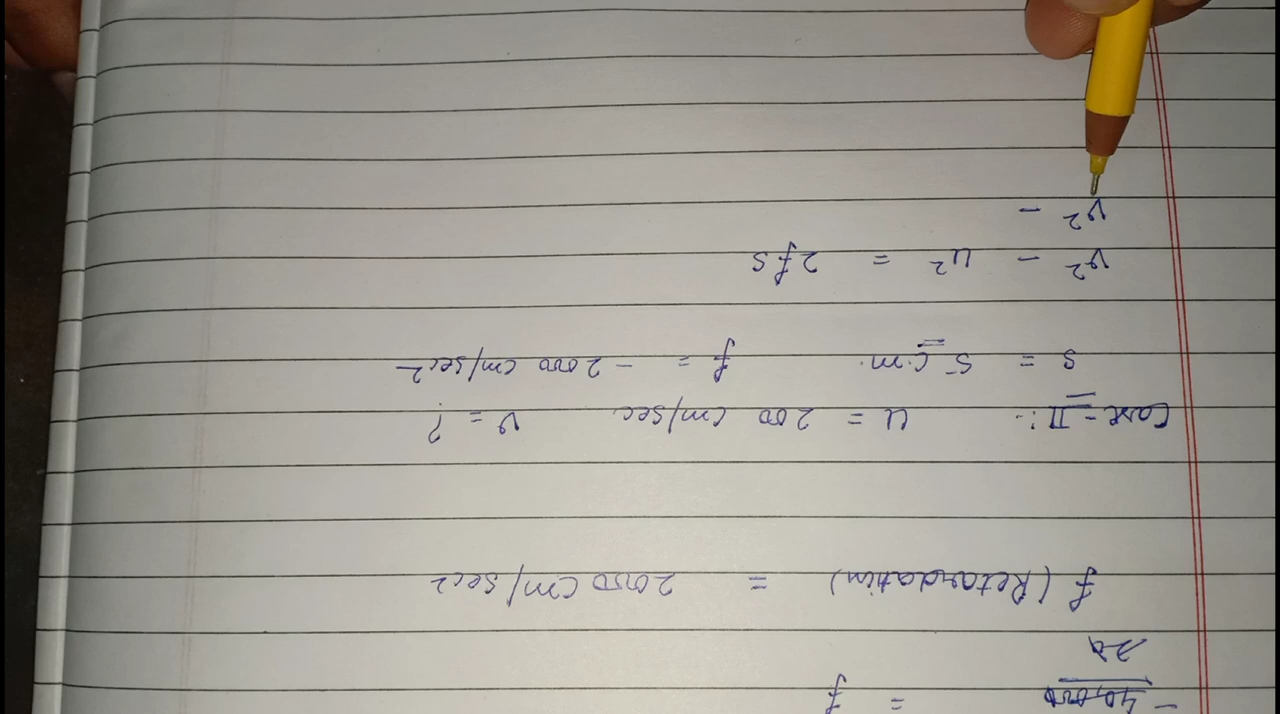 - 40,000 = f
20
f (Retardation) = 2000 cm/sec2
Case - II :- u = 200 cm/sec v = ?
s = 5 c.m. f = - 2000 cm/sec2
v2 - u2 = 2fs
v2 -